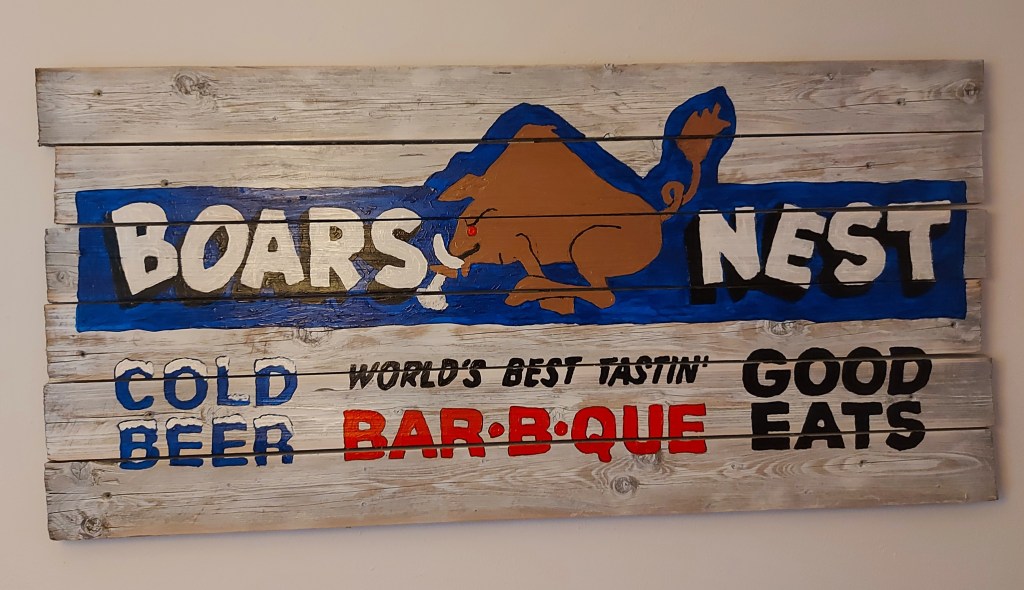 BOARS NEST
COLD BEER
WORLD'S BEST TASTIN'
BAR•B•QUE
GOOD EATS